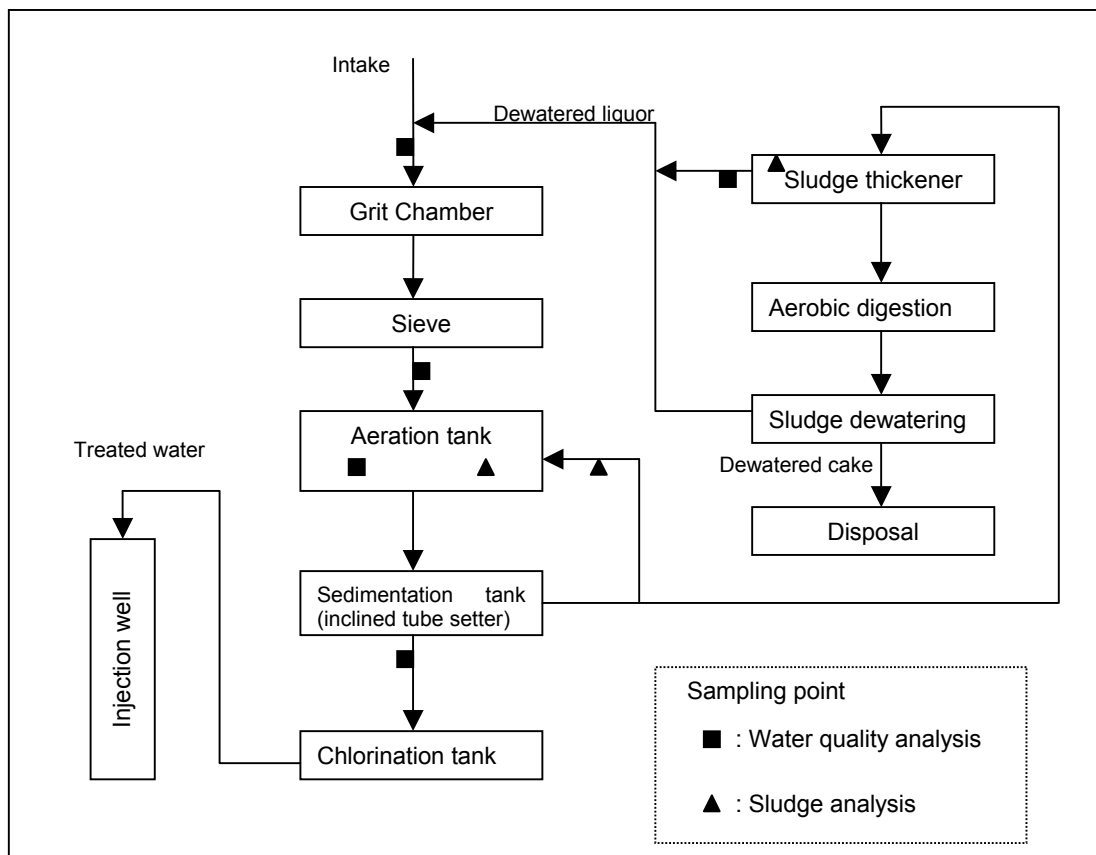 Intake
Dewatered liquor
Sludge thickener
Grit Chamber
Aerobic digestion
Sieve
Sludge dewatering
Aeration tank
Treated water
Dewatered cake
Disposal
Sedimentation tank
(inclined tube setter)
Injection well
Chlorination tank
Sampling point
: Water quality analysis
: Sludge analysis